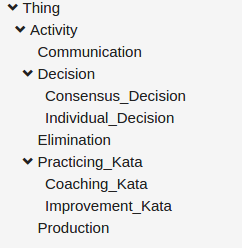 Thing
Activity
Communication
Decision
Consensus_Decision
Individual_Decision
Elimination
Practicing_Kata
Coaching_Kata
Improvement_Kata
Production